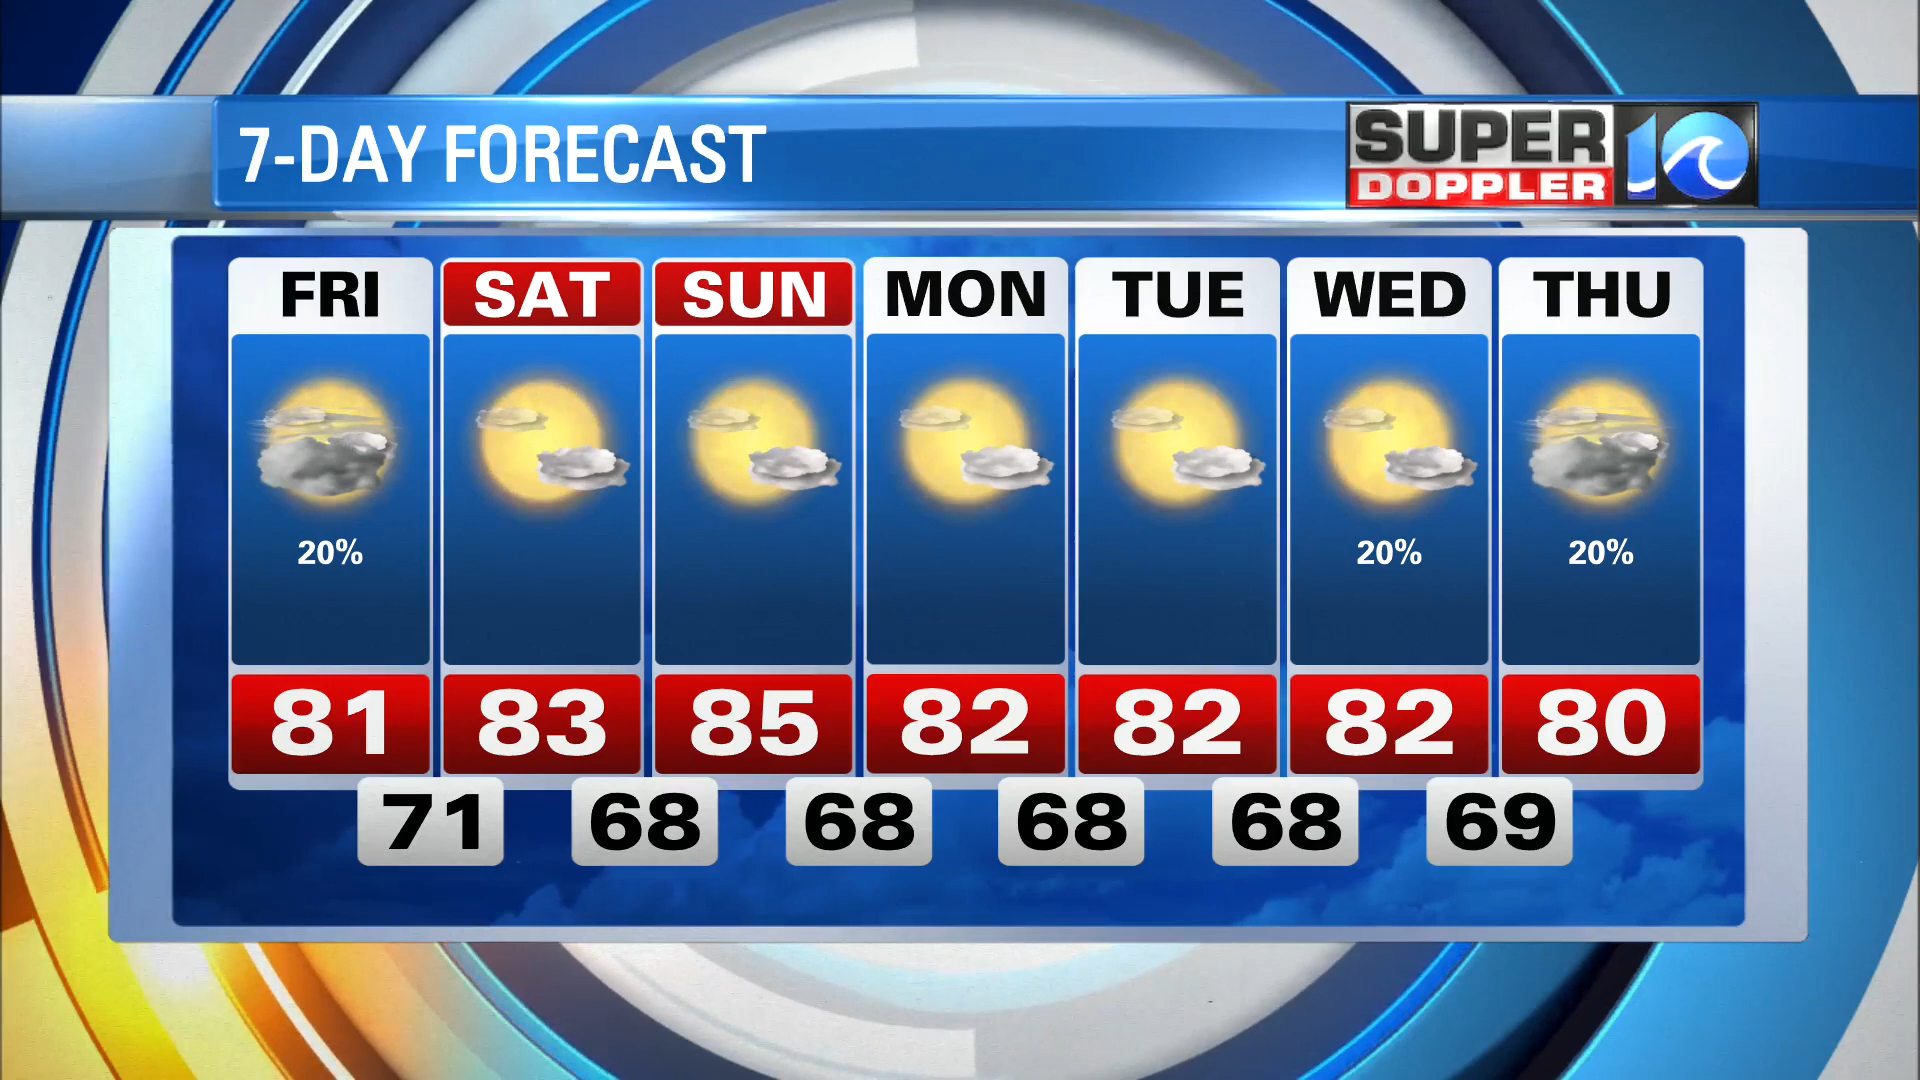 7-DAY FORECAST
SUPER
DOPPLER 10
FRI SAT SUN MON TUE WED THU
20% 20% 20%
81 83 85 82 82 82 80
71 68 68 68 68 69